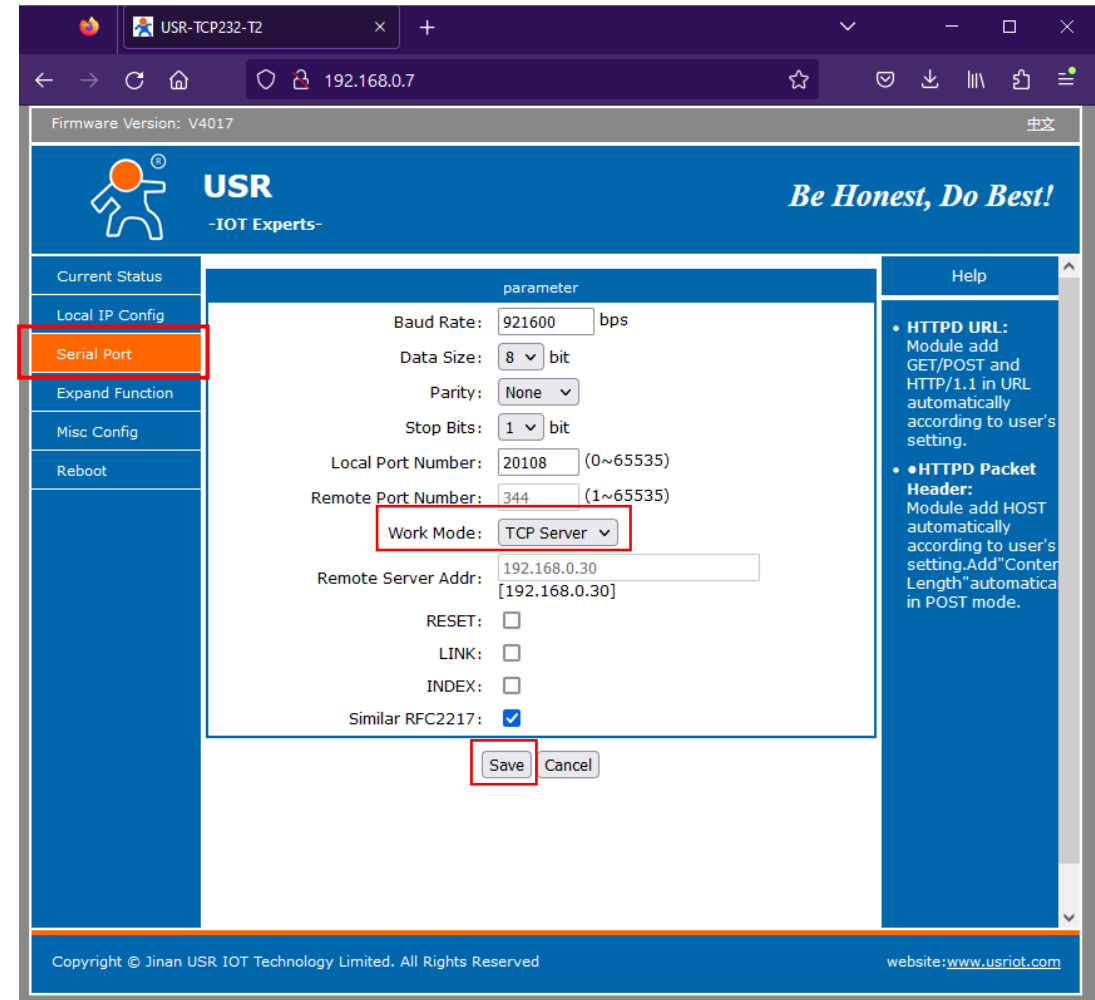 USR-TCP232-T2
192.168.0.7
Firmware Version: V4017
中文
®
USR
-IOT Experts-
Be Honest, Do Best!
Current Status
Local IP Config
Serial Port
Expand Function
Misc Config
Reboot
parameter
Baud Rate: 921600 bps
Data Size: 8 bit
Parity: None
Stop Bits: 1 bit
Local Port Number: 20108 (0~65535)
Remote Port Number: 344 (1~65535)
Work Mode: TCP Server
Remote Server Addr: 192.168.0.30
[192.168.0.30]
RESET:
LINK:
INDEX:
Similar RFC2217:
Save Cancel
Help
• HTTPD URL:
Module add
GET/POST and
HTTP/1.1 in URL
automatically
according to user's
setting.
• ●HTTPD Packet
Header:
Module add HOST
automatically
according to user's
setting.Add"Conter
Length"automatica
in POST mode.
Copyright © Jinan USR IOT Technology Limited. All Rights Reserved
website:www.usriot.com